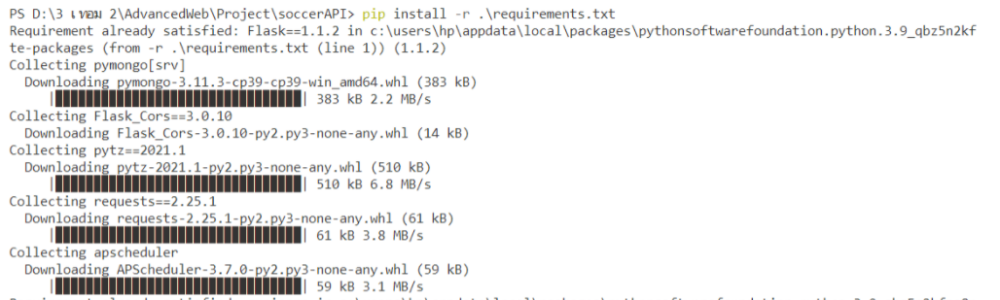 PS D:\3 เทอม 2\AdvancedWeb\Project\soccerAPI> pip install -r .\requirements.txt
Requirement already satisfied: Flask==1.1.2 in c:\users\hp\appdata\local\packages\pythonsoftwarefoundation.python.3.9_qbz5n2kf
te-packages (from -r .\requirements.txt (line 1)) (1.1.2)
Collecting pymongo[srv]
Downloading pymongo-3.11.3-cp39-cp39-win_amd64.whl (383 kB)
383 kB 2.2 MB/s
Collecting Flask_Cors==3.0.10
Downloading Flask_Cors-3.0.10-py2.py3-none-any.whl (14 kB)
Collecting pytz==2021.1
Downloading pytz-2021.1-py2.py3-none-any.whl (510 kB)
510 kB 6.8 MB/s
Collecting requests==2.25.1
Downloading requests-2.25.1-py2.py3-none-any.whl (61 kB)
61 kB 3.8 MB/s
Collecting apscheduler
Downloading APScheduler-3.7.0-py2.py3-none-any.whl (59 kB)
59 kB 3.1 MB/s